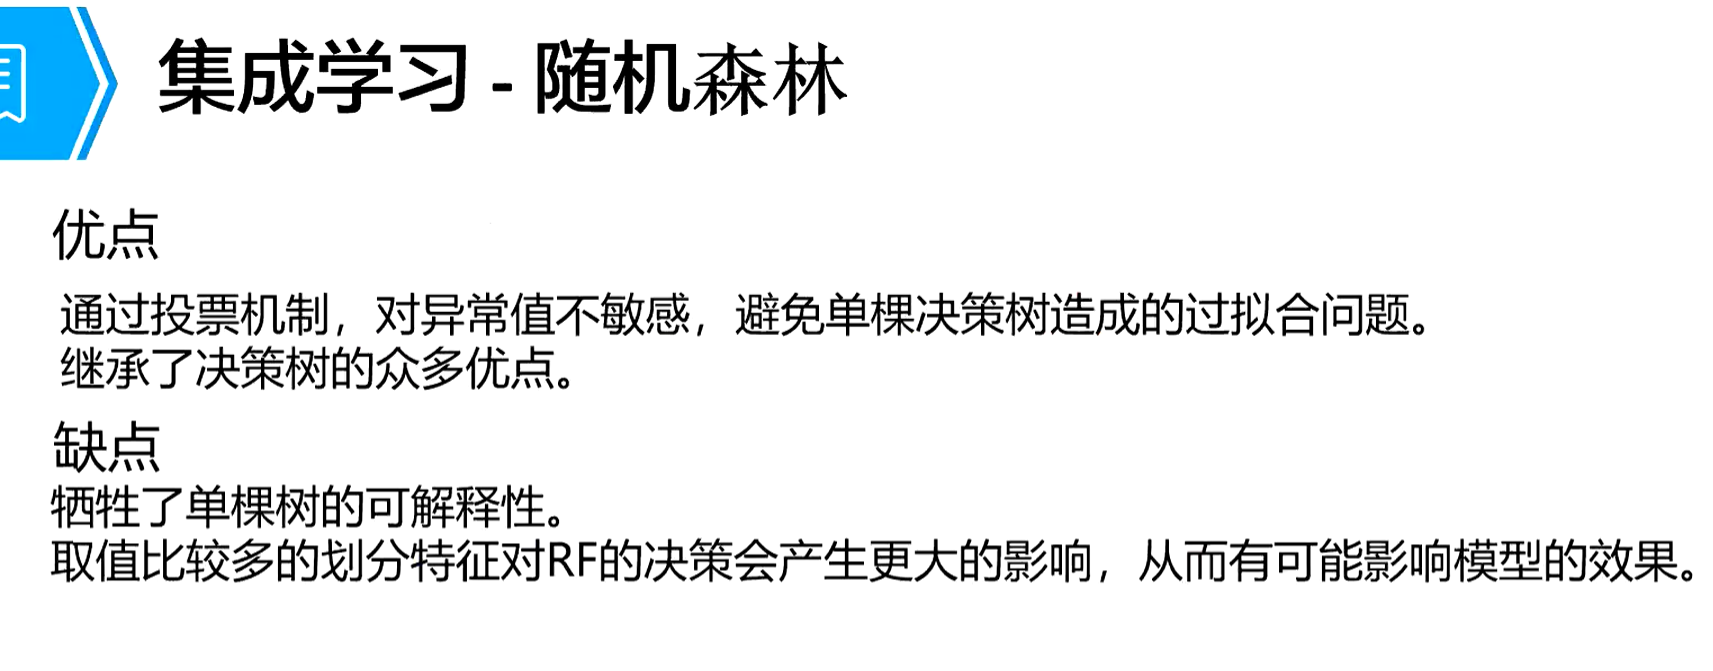 集成学习 - 随机森林
优点
通过投票机制，对异常值不敏感，避免单棵决策树造成的过拟合问题。
继承了决策树的众多优点。
缺点
牺牲了单棵树的可解释性。
取值比较多的划分特征对RF的决策会产生更大的影响，从而有可能影响模型的效果。